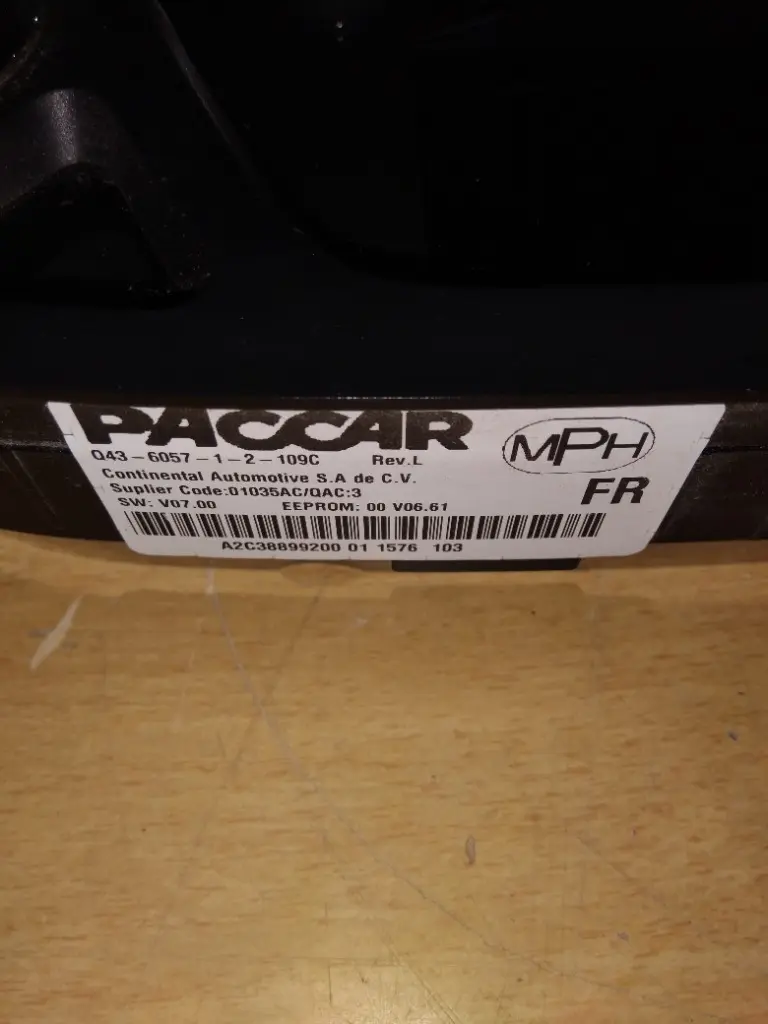 PACCAR
MPH
Q43-6057-1-2-109C Rev.L
Continental Automotive S.A de C.V.
FR
Suplier Code:01035AC/QAC:3
SW: V07.00 EEPROM: 00 V06.61
A2C38899200 01 1576 103